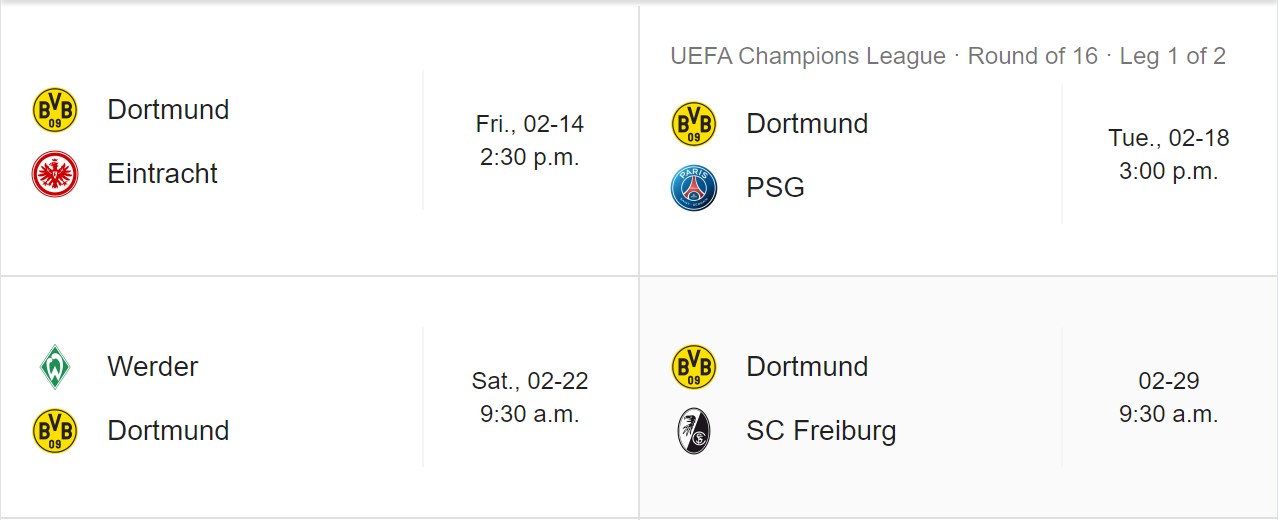 BVB 09 Dortmund
Eintracht
Fri., 02-14
2:30 p.m.
UEFA Champions League · Round of 16 · Leg 1 of 2
BVB 09 Dortmund
PARIS PSG
Tue., 02-18
3:00 p.m.
Werder
BVB 09 Dortmund
Sat., 02-22
9:30 a.m.
BVB 09 Dortmund
SC Freiburg
02-29
9:30 a.m.